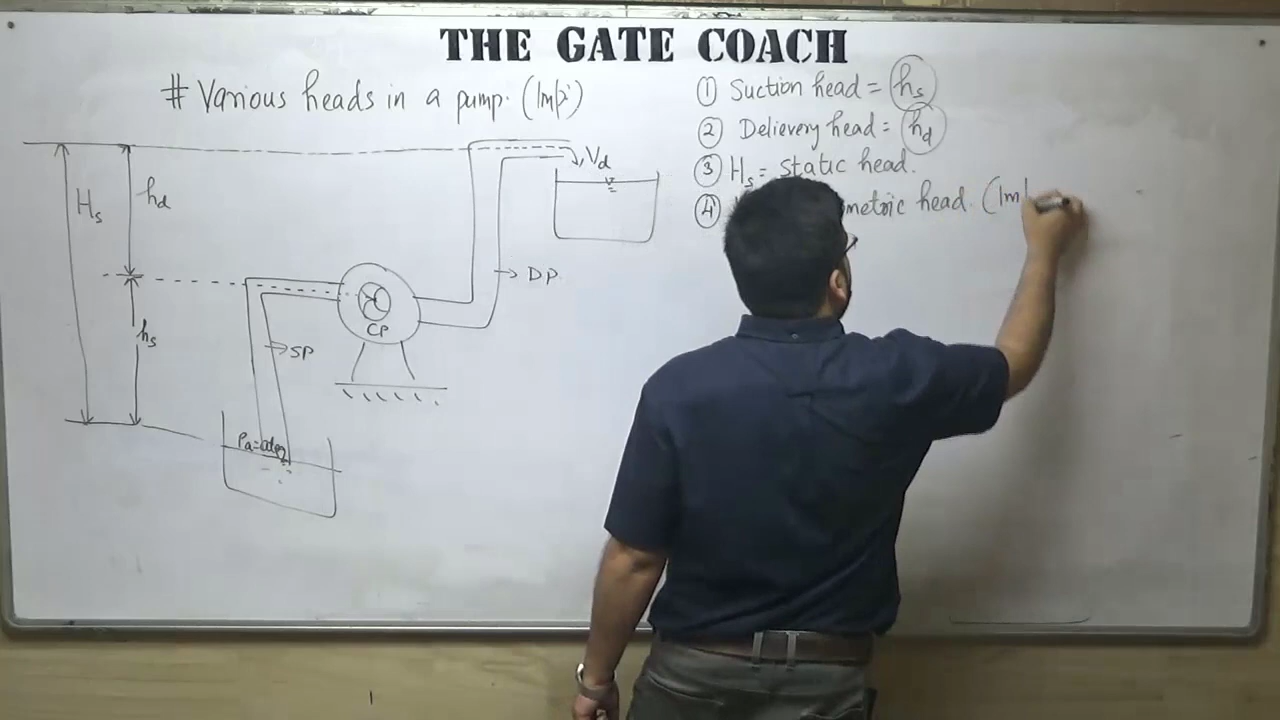 THE GATE COACH
# Various heads in a pump. (Imp)
① Suction head = hs
② Delievery head = hd
③ Hs = static head.
④ metric head. (Im
Hs
hd
Vd
DP
CP
hs
SP
Pa=atm